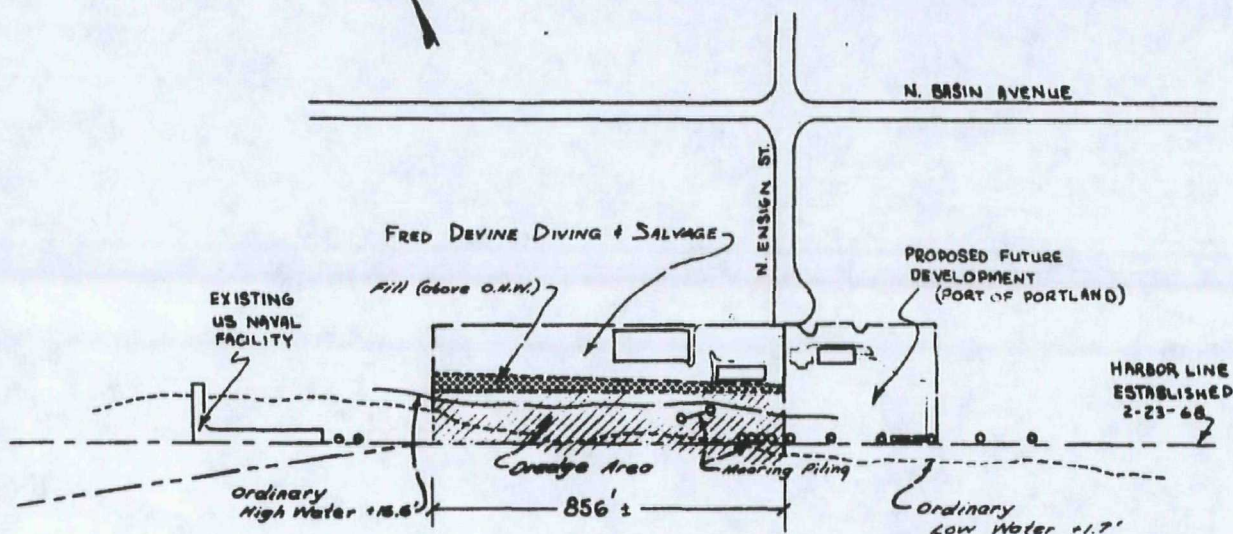 N. BASIN AVENUE
N. ENSIGN ST.
FRED DEVINE DIVING & SALVAGE
Fill (above O.H.W.)
PROPOSED FUTURE
DEVELOPMENT
(PORT OF PORTLAND)
EXISTING
US NAVAL
FACILITY
HARBOR LINE
ESTABLISHED
2-23-68
Dredge Area
Mooring Piling
Ordinary
High Water +16.6'
856' ±
Ordinary
Low Water +1.7'